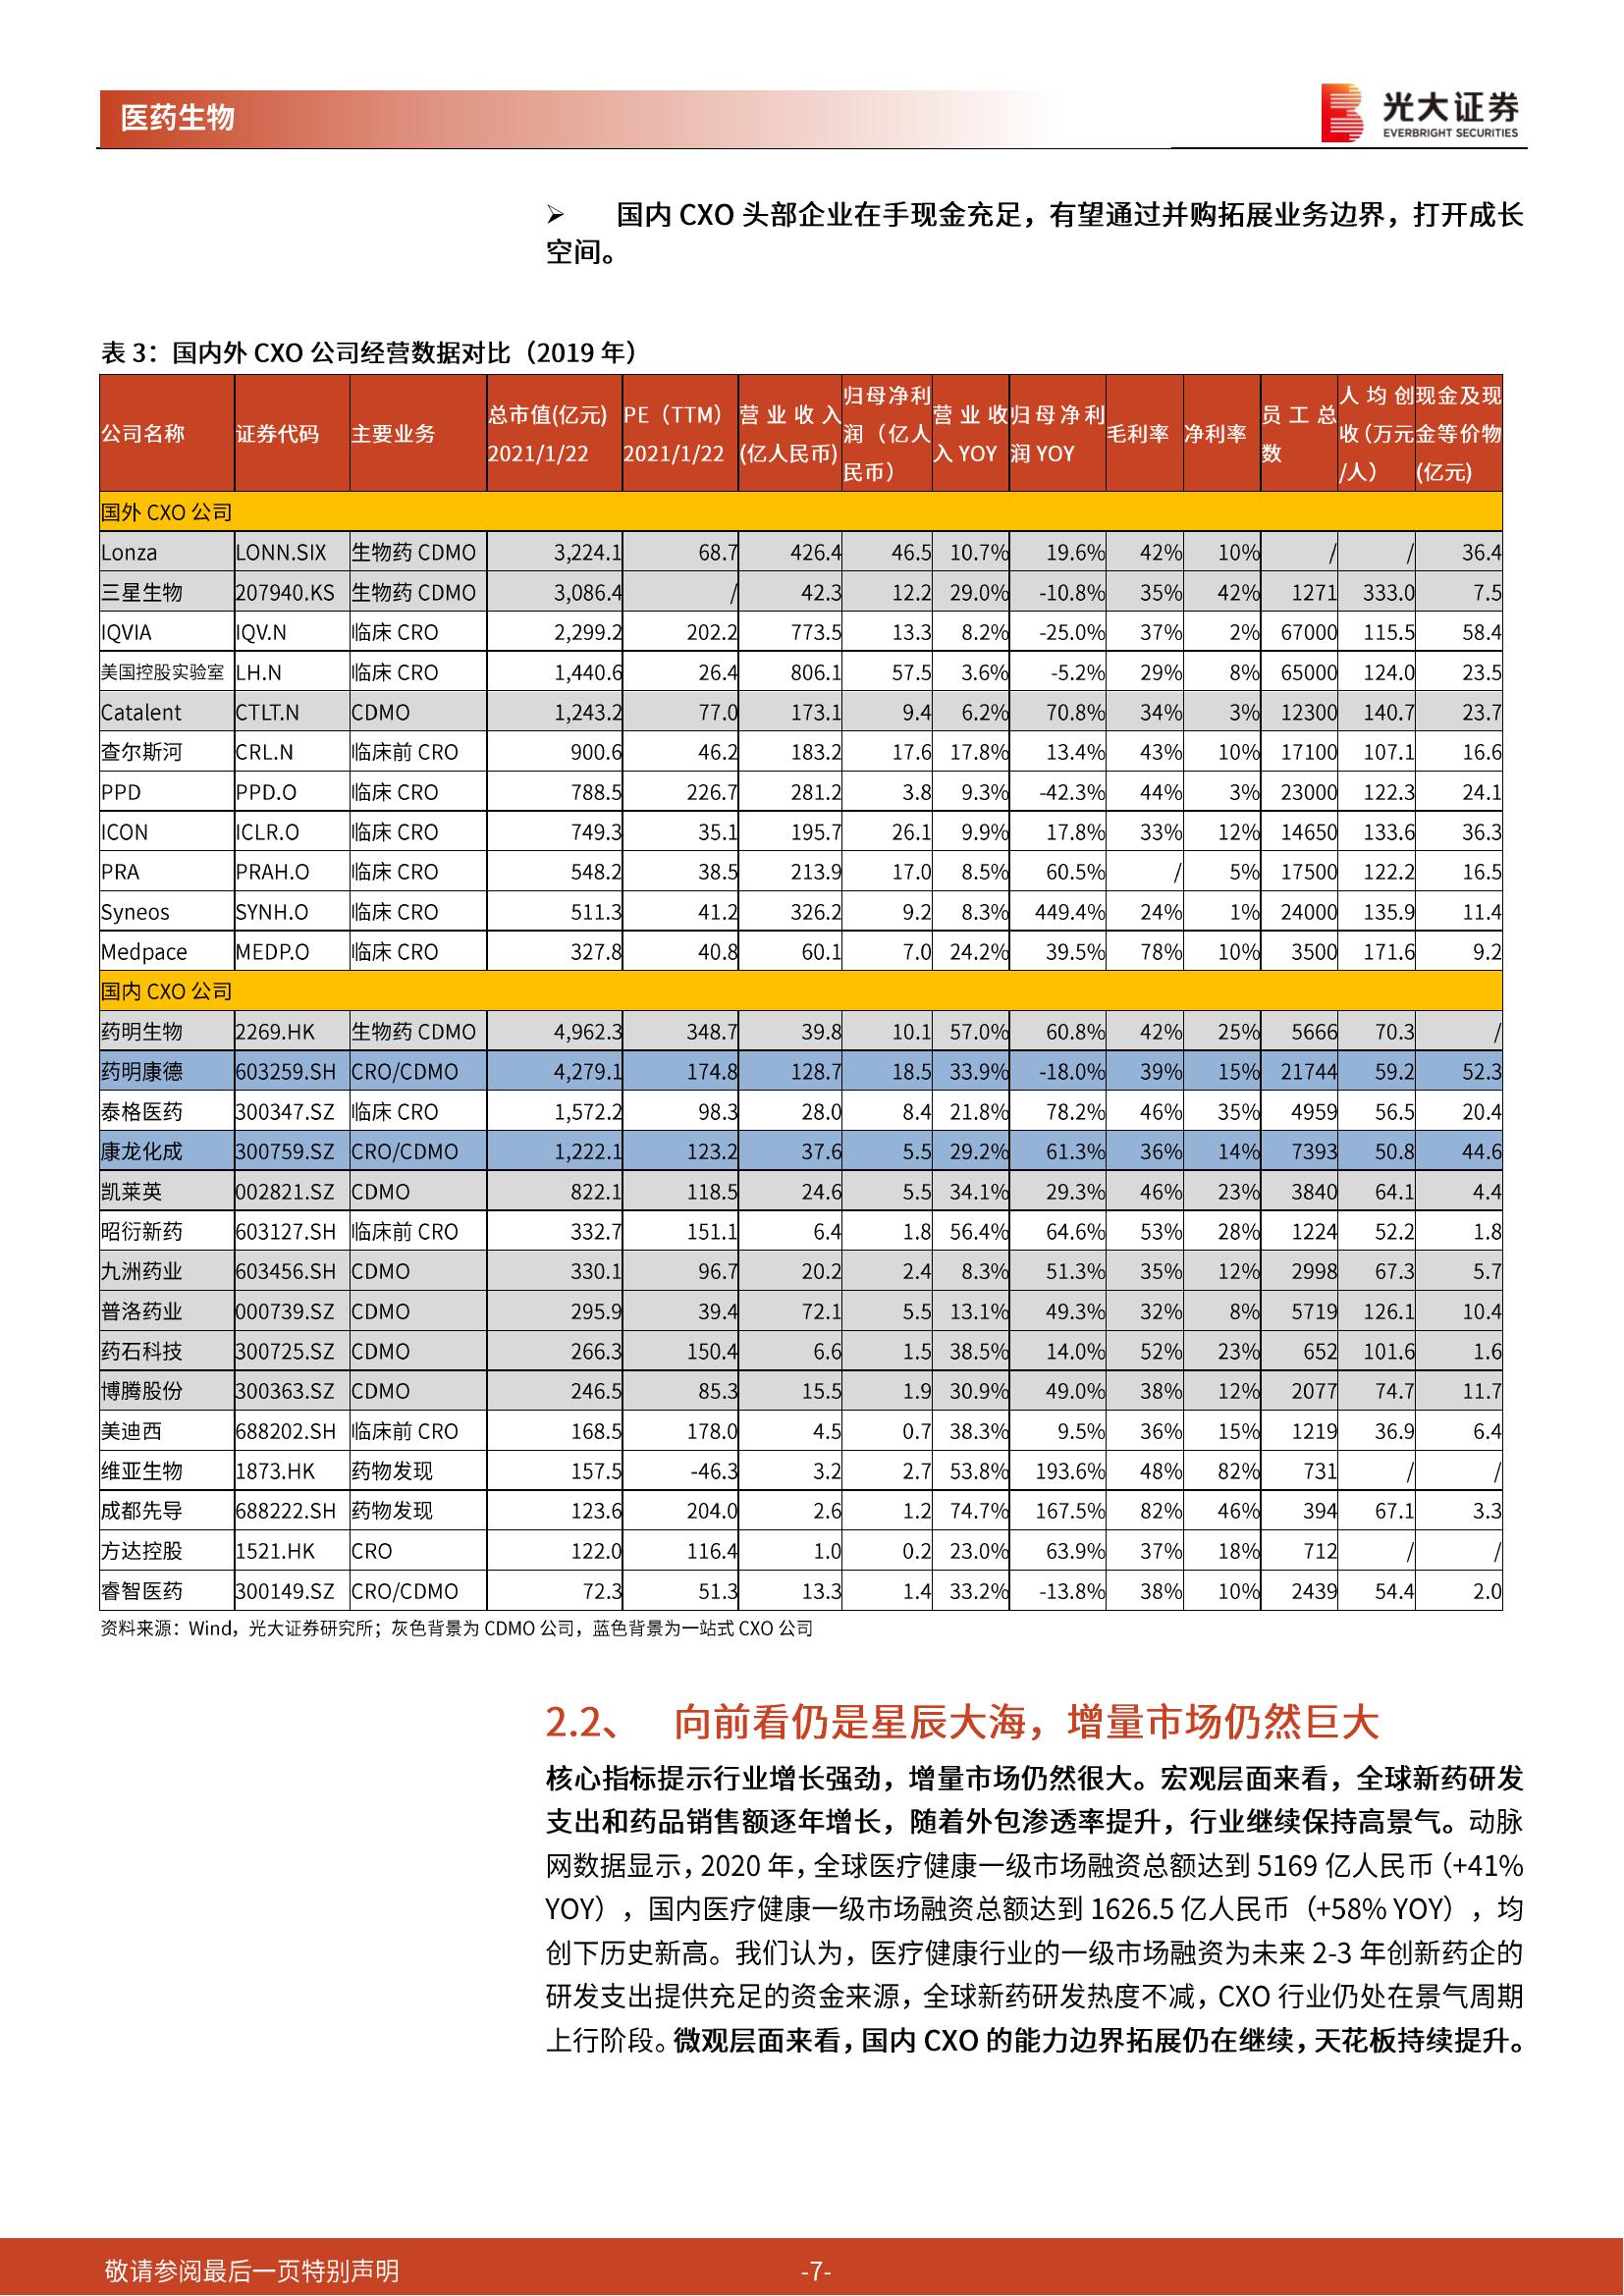 医药生物
光大证券
EVERBRIGHT SECURITIES
➢ 国内 CXO 头部企业在手现金充足，有望通过并购拓展业务边界，打开成长
空间。
表 3：国内外 CXO 公司经营数据对比（2019 年）
公司名称 证券代码 主要业务 总市值(亿元) 2021/1/22 PE（TTM） 2021/1/22 营业收入(亿人民币) 归母净利润（亿人民币） 营业收入 YOY 归母净利润 YOY 毛利率 净利率 员工总数 人均创收(万元/人） 现金及现金等价物(亿元)
国外 CXO 公司
Lonza LONN.SIX 生物药 CDMO 3,224.1 68.7 426.4 46.5 10.7% 19.6% 42% 10% / / 36.4
三星生物 207940.KS 生物药 CDMO 3,086.4 / 42.3 12.2 29.0% -10.8% 35% 42% 1271 333.0 7.5
IQVIA IQV.N 临床 CRO 2,299.2 202.2 773.5 13.3 8.2% -25.0% 37% 2% 67000 115.5 58.4
美国控股实验室 LH.N 临床 CRO 1,440.6 26.4 806.1 57.5 3.6% -5.2% 29% 8% 65000 124.0 23.5
Catalent CTLT.N CDMO 1,243.2 77.0 173.1 9.4 6.2% 70.8% 34% 3% 12300 140.7 23.7
查尔斯河 CRL.N 临床前 CRO 900.6 46.2 183.2 17.6 17.8% 13.4% 43% 10% 17100 107.1 16.6
PPD PPD.O 临床 CRO 788.5 226.7 281.2 3.8 9.3% -42.3% 44% 3% 23000 122.3 24.1
ICON ICLR.O 临床 CRO 749.3 35.1 195.7 26.1 9.9% 17.8% 33% 12% 14650 133.6 36.3
PRA PRAH.O 临床 CRO 548.2 38.5 213.9 17.0 8.5% 60.5% / 5% 17500 122.2 16.5
Syneos SYNH.O 临床 CRO 511.3 41.2 326.2 9.2 8.3% 449.4% 24% 1% 24000 135.9 11.4
Medpace MEDP.O 临床 CRO 327.8 40.8 60.1 7.0 24.2% 39.5% 78% 10% 3500 171.6 9.2
国内 CXO 公司
药明生物 2269.HK 生物药 CDMO 4,962.3 348.7 39.8 10.1 57.0% 60.8% 42% 25% 5666 70.3 /
药明康德 603259.SH CRO/CDMO 4,279.1 174.8 128.7 18.5 33.9% -18.0% 39% 15% 21744 59.2 52.3
泰格医药 300347.SZ 临床 CRO 1,572.2 98.3 28.0 8.4 21.8% 78.2% 46% 35% 4959 56.5 20.4
康龙化成 300759.SZ CRO/CDMO 1,222.1 123.2 37.6 5.5 29.2% 61.3% 36% 14% 7393 50.8 44.6
凯莱英 002821.SZ CDMO 822.1 118.5 24.6 5.5 34.1% 29.3% 46% 23% 3840 64.1 4.4
昭衍新药 603127.SH 临床前 CRO 332.7 151.1 6.4 1.8 56.4% 64.6% 53% 28% 1224 52.2 1.8
九洲药业 603456.SH CDMO 330.1 96.7 20.2 2.4 8.3% 51.3% 35% 12% 2998 67.3 5.7
普洛药业 000739.SZ CDMO 295.9 39.4 72.1 5.5 13.1% 49.3% 32% 8% 5719 126.1 10.4
药石科技 300725.SZ CDMO 266.3 150.4 6.6 1.5 38.5% 14.0% 52% 23% 652 101.6 1.6
博腾股份 300363.SZ CDMO 246.5 85.3 15.5 1.9 30.9% 49.0% 38% 12% 2077 74.7 11.7
美迪西 688202.SH 临床前 CRO 168.5 178.0 4.5 0.7 38.3% 9.5% 36% 15% 1219 36.9 6.4
维亚生物 1873.HK 药物发现 157.5 -46.3 3.2 2.7 53.8% 193.6% 48% 82% 731 / /
成都先导 688222.SH 药物发现 123.6 204.0 2.6 1.2 74.7% 167.5% 82% 46% 394 67.1 3.3
方达控股 1521.HK CRO 122.0 116.4 1.0 0.2 23.0% 63.9% 37% 18% 712 / /
睿智医药 300149.SZ CRO/CDMO 72.3 51.3 13.3 1.4 33.2% -13.8% 38% 10% 2439 54.4 2.0
资料来源：Wind，光大证券研究所；灰色背景为 CDMO 公司，蓝色背景为一站式 CXO 公司
2.2、 向前看仍是星辰大海，增量市场仍然巨大
核心指标提示行业增长强劲，增量市场仍然很大。宏观层面来看，全球新药研发
支出和药品销售额逐年增长，随着外包渗透率提升，行业继续保持高景气。动脉
网数据显示，2020 年，全球医疗健康一级市场融资总额达到 5169 亿人民币（+41%
YOY），国内医疗健康一级市场融资总额达到 1626.5 亿人民币（+58% YOY），均
创下历史新高。我们认为，医疗健康行业的一级市场融资为未来 2-3 年创新药企的
研发支出提供充足的资金来源，全球新药研发热度不减，CXO 行业仍处在景气周期
上行阶段。微观层面来看，国内 CXO 的能力边界拓展仍在继续，天花板持续提升。
敬请参阅最后一页特别声明
-7-